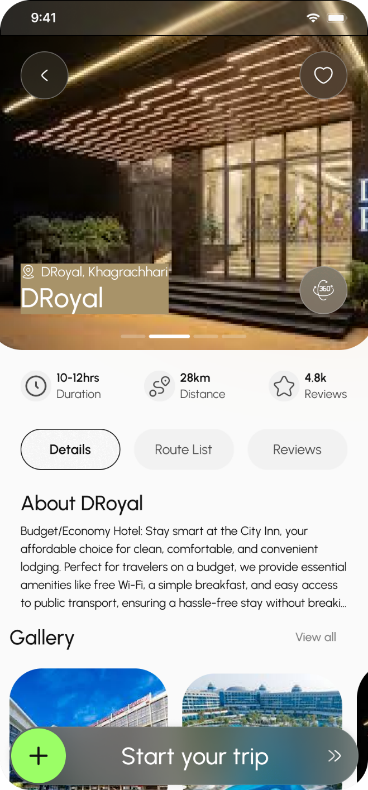 9:41
DRoyal, Khagrachhari
DRoyal
360°
10-12hrs
Duration
28km
Distance
4.8k
Reviews
Details
Route List
Reviews
About DRoyal
Budget/Economy Hotel: Stay smart at the City Inn, your
affordable choice for clean, comfortable, and convenient
lodging. Perfect for travelers on a budget, we provide essential
amenities like free Wi-Fi, a simple breakfast, and easy access
to public transport, ensuring a hassle-free stay without breaki...
Gallery
View all
Start your trip